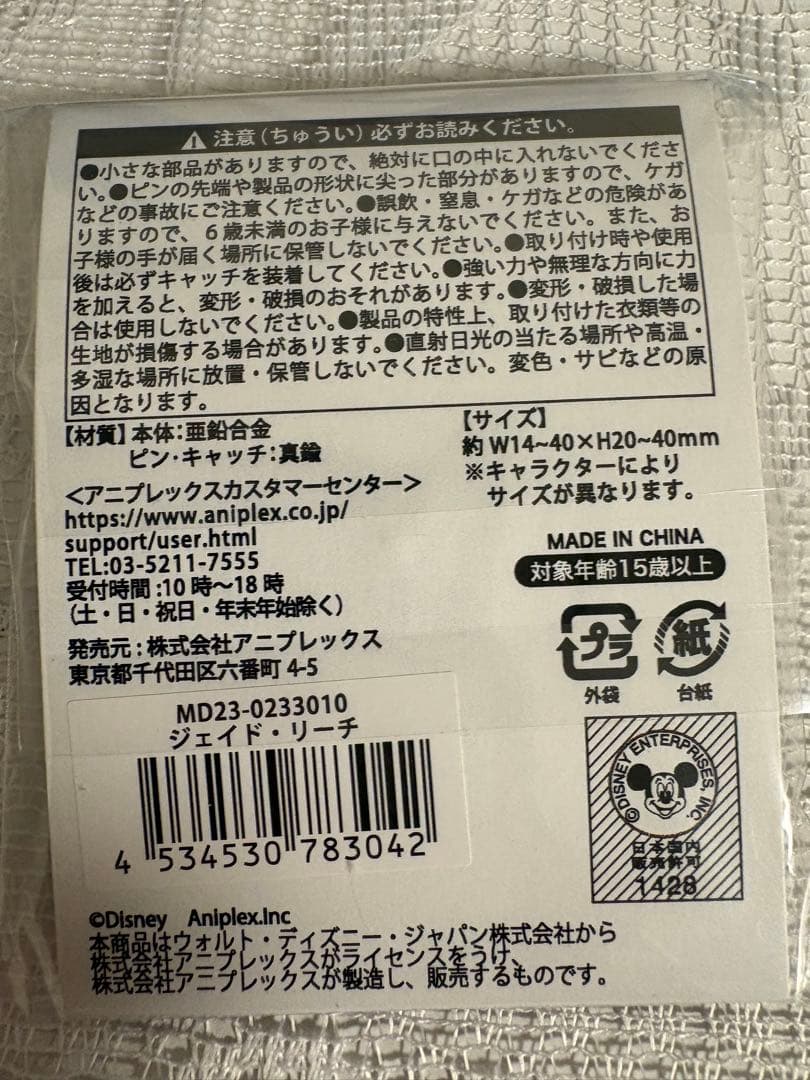 ⚠注意(ちゅうい)必ずお読みください。
●小さな部品がありますので、絶対に口の中に入れないでくださ
い。●ピンの先端や製品の形状に尖った部分がありますので、ケガ
などの事故にご注意ください。●誤飲・窒息・ケガなどの危険があ
りますので、6歳未満のお子様に与えないでください。また、お
子様の手が届く場所に保管しないでください。●取り付け時や使用
後は必ずキャッチを装着してください。●強い力や無理な方向に力
を加えると、変形・破損のおそれがあります。●変形・破損した場
合は使用しないでください。●製品の特性上、取り付けた衣類等の
生地が損傷する場合があります。●直射日光の当たる場所や高温・
多湿な場所に放置・保管しないでください。変色・サビなどの原
因となります。
【材質】本体:亜鉛合金
ピン・キャッチ:真鍮
【サイズ】
約W14~40×H20~40mm
※キャラクターにより
サイズが異なります。
<アニプレックスカスタマーセンター>
https://www.aniplex.co.jp/
support/user.html
TEL:03-5211-7555
受付時間:10時〜18時
(土・日・祝日・年末年始除く)
発売元:株式会社アニプレックス
東京都千代田区六番町4-5
MADE IN CHINA
対象年齢15歳以上
プラ
外袋
紙
台紙
MD23-0233010
ジェイド・リーチ
4 534530 783042
©DISNEY ENTERPRISES, INC.
日本国内
販売許可
1428
©Disney Aniplex.Inc
本商品はウォルト・ディズニー・ジャパン株式会社から
株式会社アニプレックスがライセンスをうけ、
株式会社アニプレックスが製造し、販売するものです。